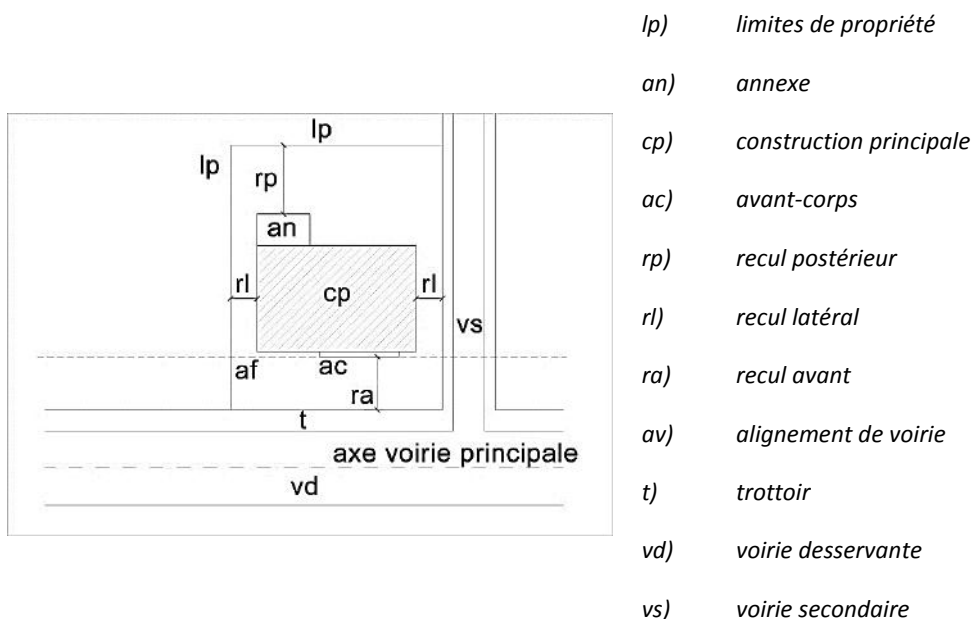 lp
lp
rp
an
rl
cp
rl
vs
af
ac
ra
t
axe voirie principale
vd
lp) limites de propriété
an) annexe
cp) construction principale
ac) avant-corps
rp) recul postérieur
rl) recul latéral
ra) recul avant
av) alignement de voirie
t) trottoir
vd) voirie desservante
vs) voirie secondaire